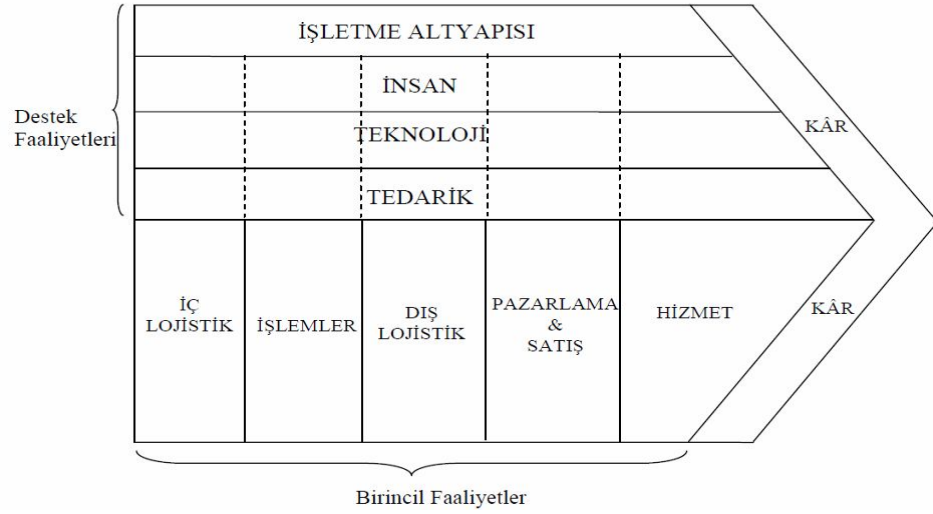 İŞLETME ALTYAPISI
İNSAN
TEKNOLOJİ
TEDARİK
Destek
Faaliyetleri
KÂR
İÇ
LOJİSTİK
İŞLEMLER
DIŞ
LOJİSTİK
PAZARLAMA
&
SATIŞ
HİZMET
KÂR
Birincil Faaliyetler